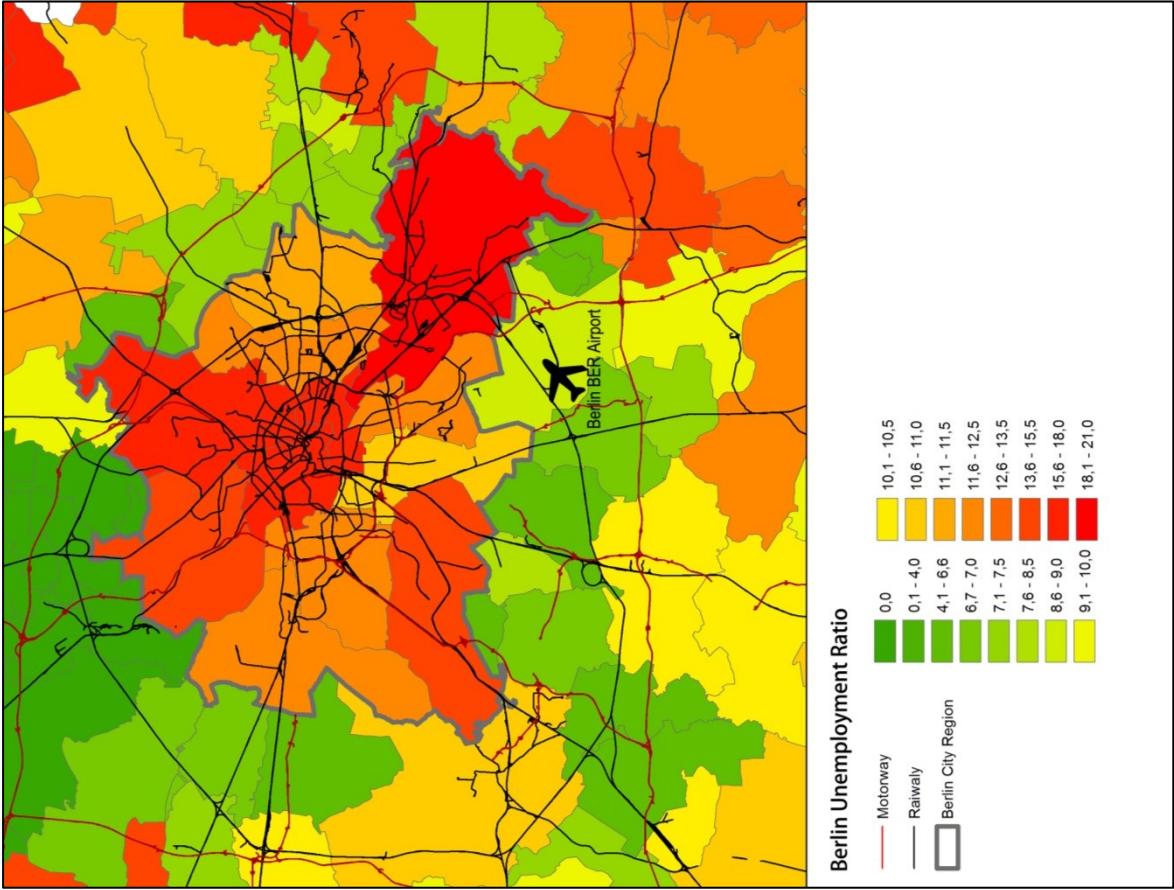 Berlin BER Airport
Berlin Unemployment Ratio
Motorway
Raiwaly
Berlin City Region
0,0
0,1 - 4,0
4,1 - 6,6
6,7 - 7,0
7,1 - 7,5
7,6 - 8,5
8,6 - 9,0
9,1 - 10,0
10,1 - 10,5
10,6 - 11,0
11,1 - 11,5
11,6 - 12,5
12,6 - 13,5
13,6 - 15,5
15,6 - 18,0
18,1 - 21,0